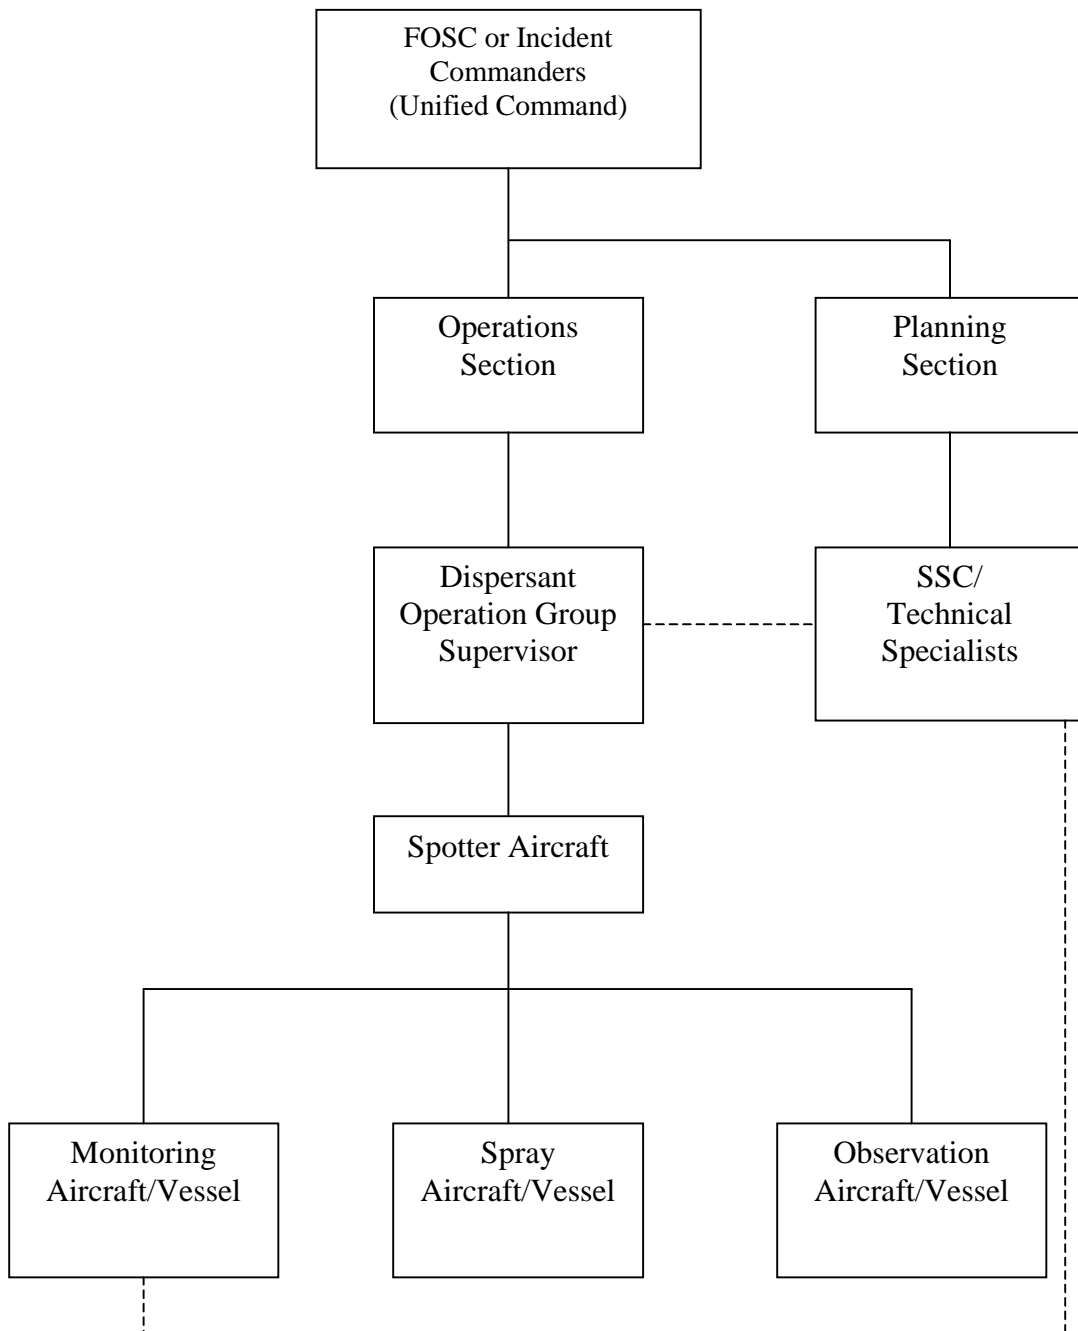 FOSC or Incident
Commanders
(Unified Command)
Operations
Section
Planning
Section
Dispersant
Operation Group
Supervisor
SSC/
Technical
Specialists
Spotter Aircraft
Monitoring
Aircraft/Vessel
Spray
Aircraft/Vessel
Observation
Aircraft/Vessel